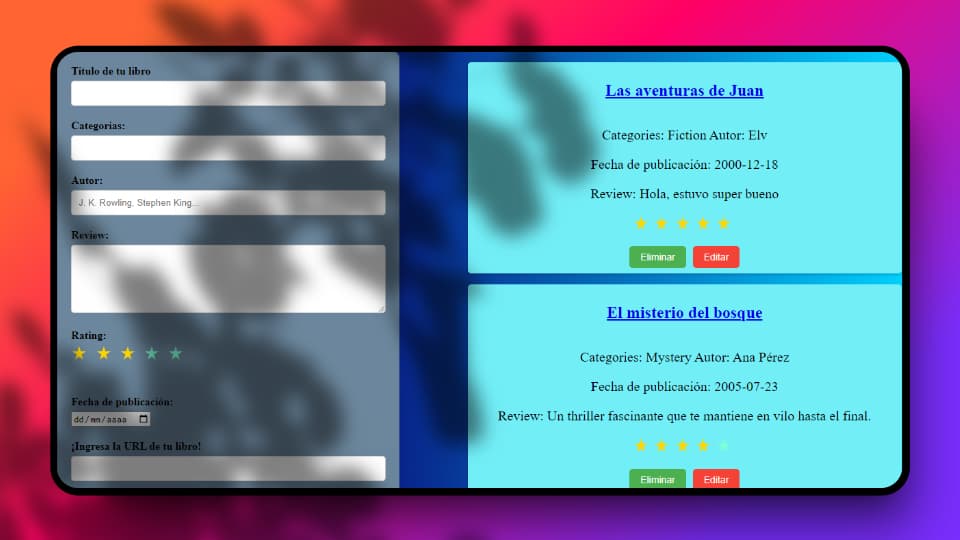 Título de tu libro
Categorías:
Autor:
J. K. Rowling, Stephen King...
Review:
Rating:
★ ★ ★ ★ ★
Fecha de publicación:
dd/mm/aaaa
¡Ingresa la URL de tu libro!
Las aventuras de Juan
Categories: Fiction Autor: Elv
Fecha de publicación: 2000-12-18
Review: Hola, estuvo super bueno
★ ★ ★ ★ ★
Eliminar Editar
El misterio del bosque
Categories: Mystery Autor: Ana Pérez
Fecha de publicación: 2005-07-23
Review: Un thriller fascinante que te mantiene en vilo hasta el final.
★ ★ ★ ★ ★
Eliminar Editar